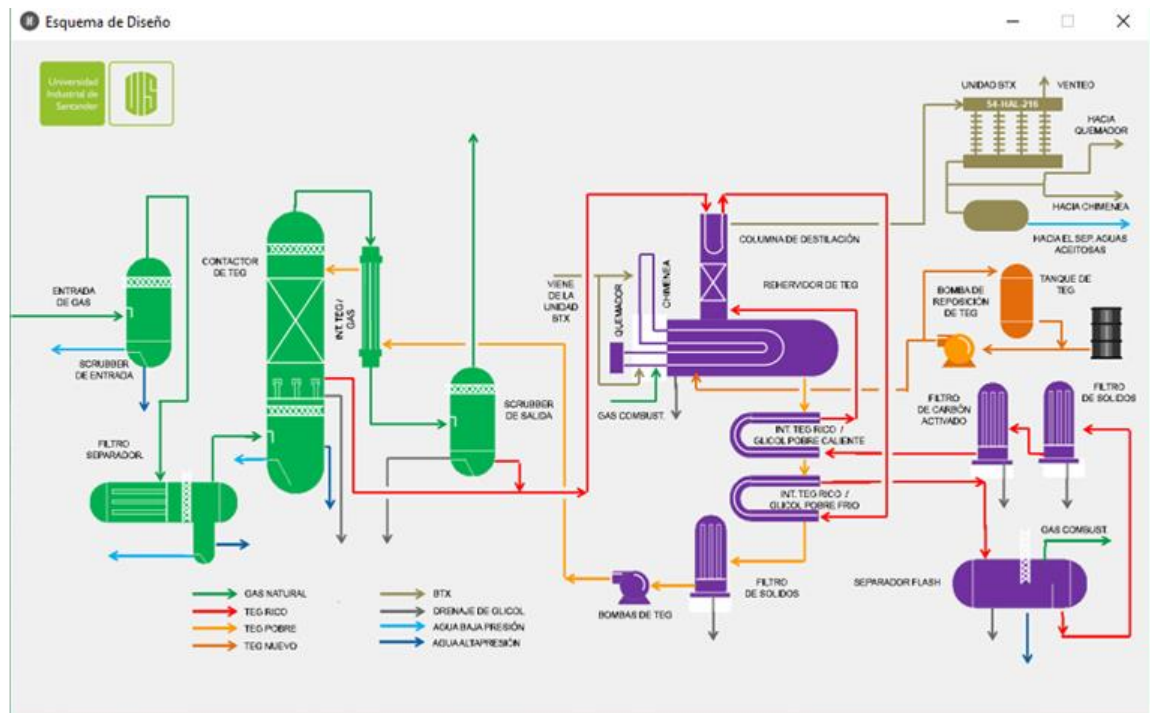 Esquema de Diseño
Universidad
Industrial de
Santander
UNIDAD BTX
VENTEO
54-HAL-216
HACIA
QUEMADOR
HACIA CHIMENEA
HACIA EL SEP. AGUAS
ACEITOSAS
COLUMNA DE DESTILACIÓN
CONTACTOR
DE TEG
ENTRADA
DE GAS
INT. TEG /
GAS
VIENE
DE LA
UNIDAD
BTX
QUEMADOR
CHIMENEA
REHERVIDOR DE TEG
BOMBA DE
REPOSICIÓN
DE TEG
TANQUE DE
TEG
SCRUBBER
DE ENTRADA
SCRUBBER
DE SALIDA
GAS COMBUST.
FILTRO
DE CARBÓN
ACTIVADO
FILTRO
DE SOLIDOS
INT. TEG RICO /
GLICOL POBRE CALIENTE
FILTRO
SEPARADOR.
INT. TEG RICO /
GLICOL POBRE FRIO
GAS COMBUST.
SEPARADOR FLASH
FILTRO
DE SOLIDOS
BOMBAS DE TEG
GAS NATURAL
TEG RICO
TEG POBRE
TEG NUEVO
BTX
DRENAJE DE GLICOL
AGUA BAJA PRESIÓN
AGUA ALTAPRESIÓN